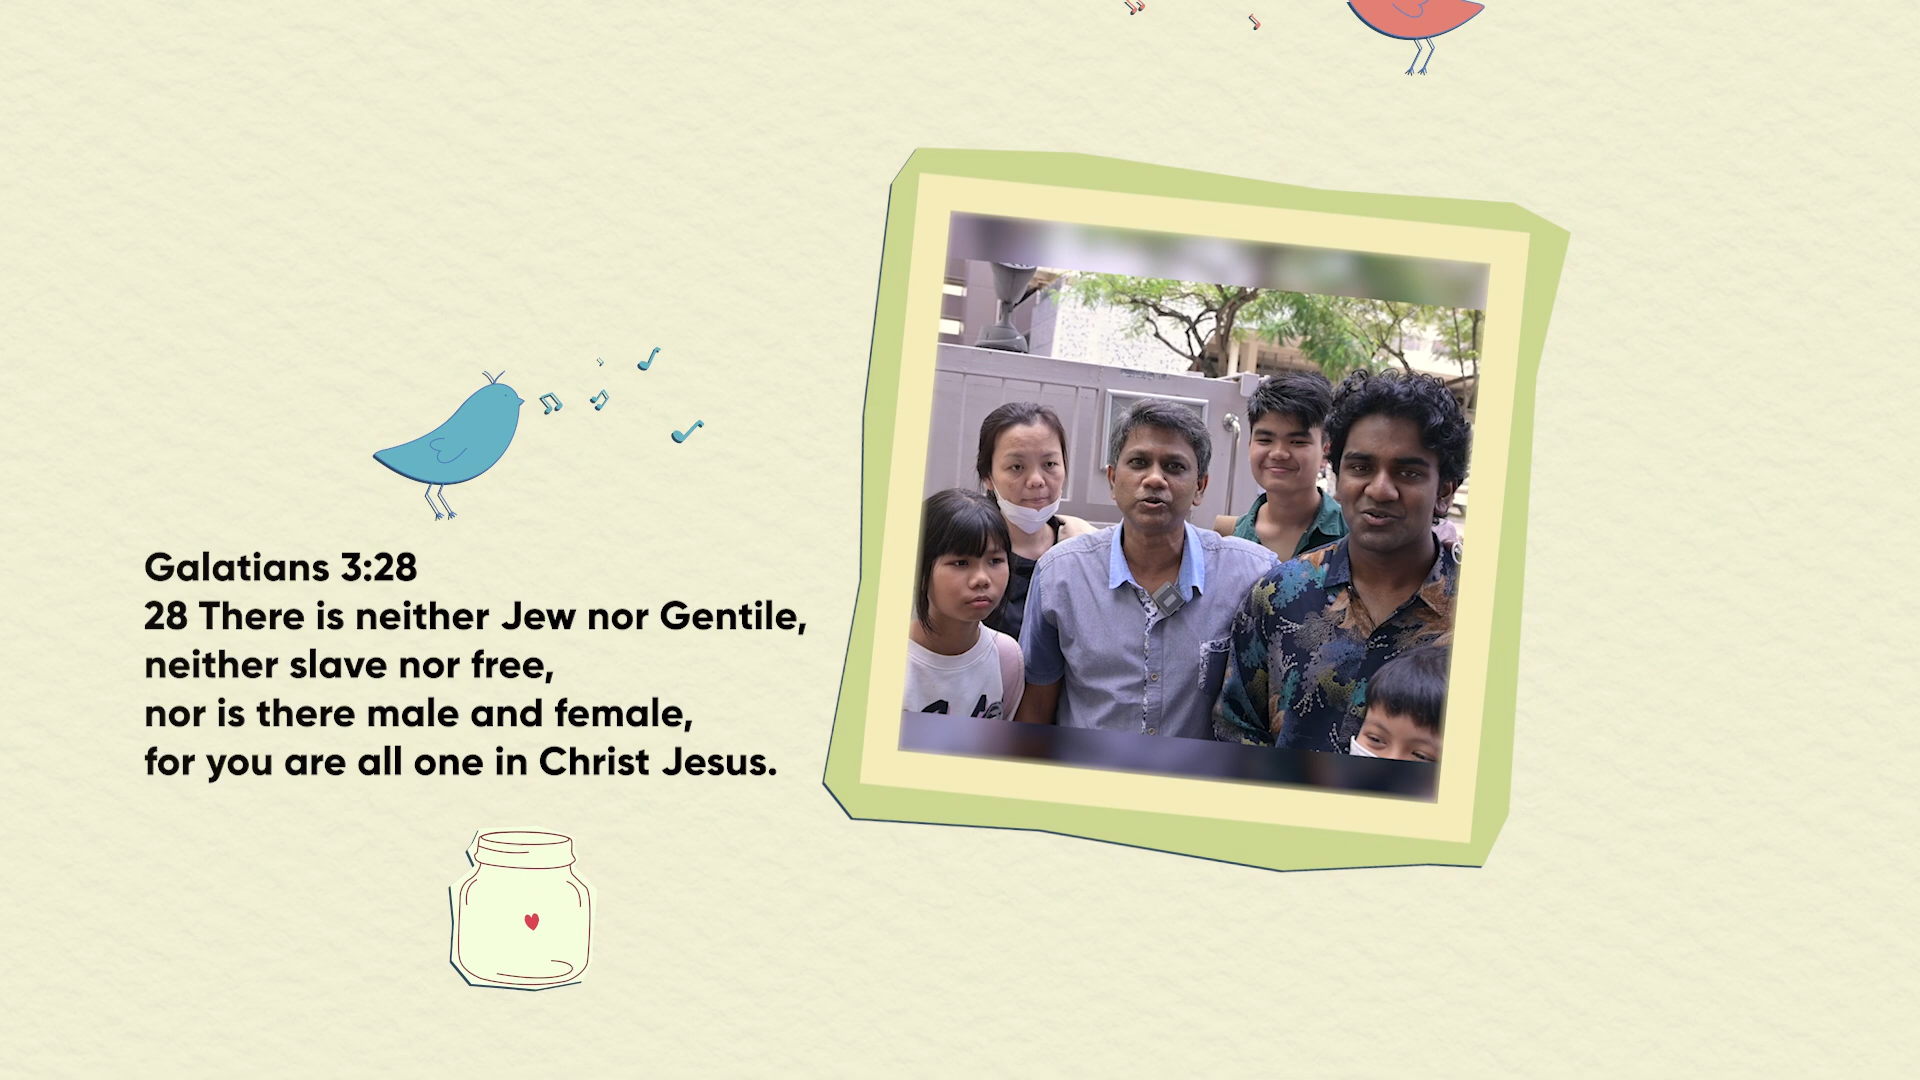 Galatians 3:28
28 There is neither Jew nor Gentile,
neither slave nor free,
nor is there male and female,
for you are all one in Christ Jesus.